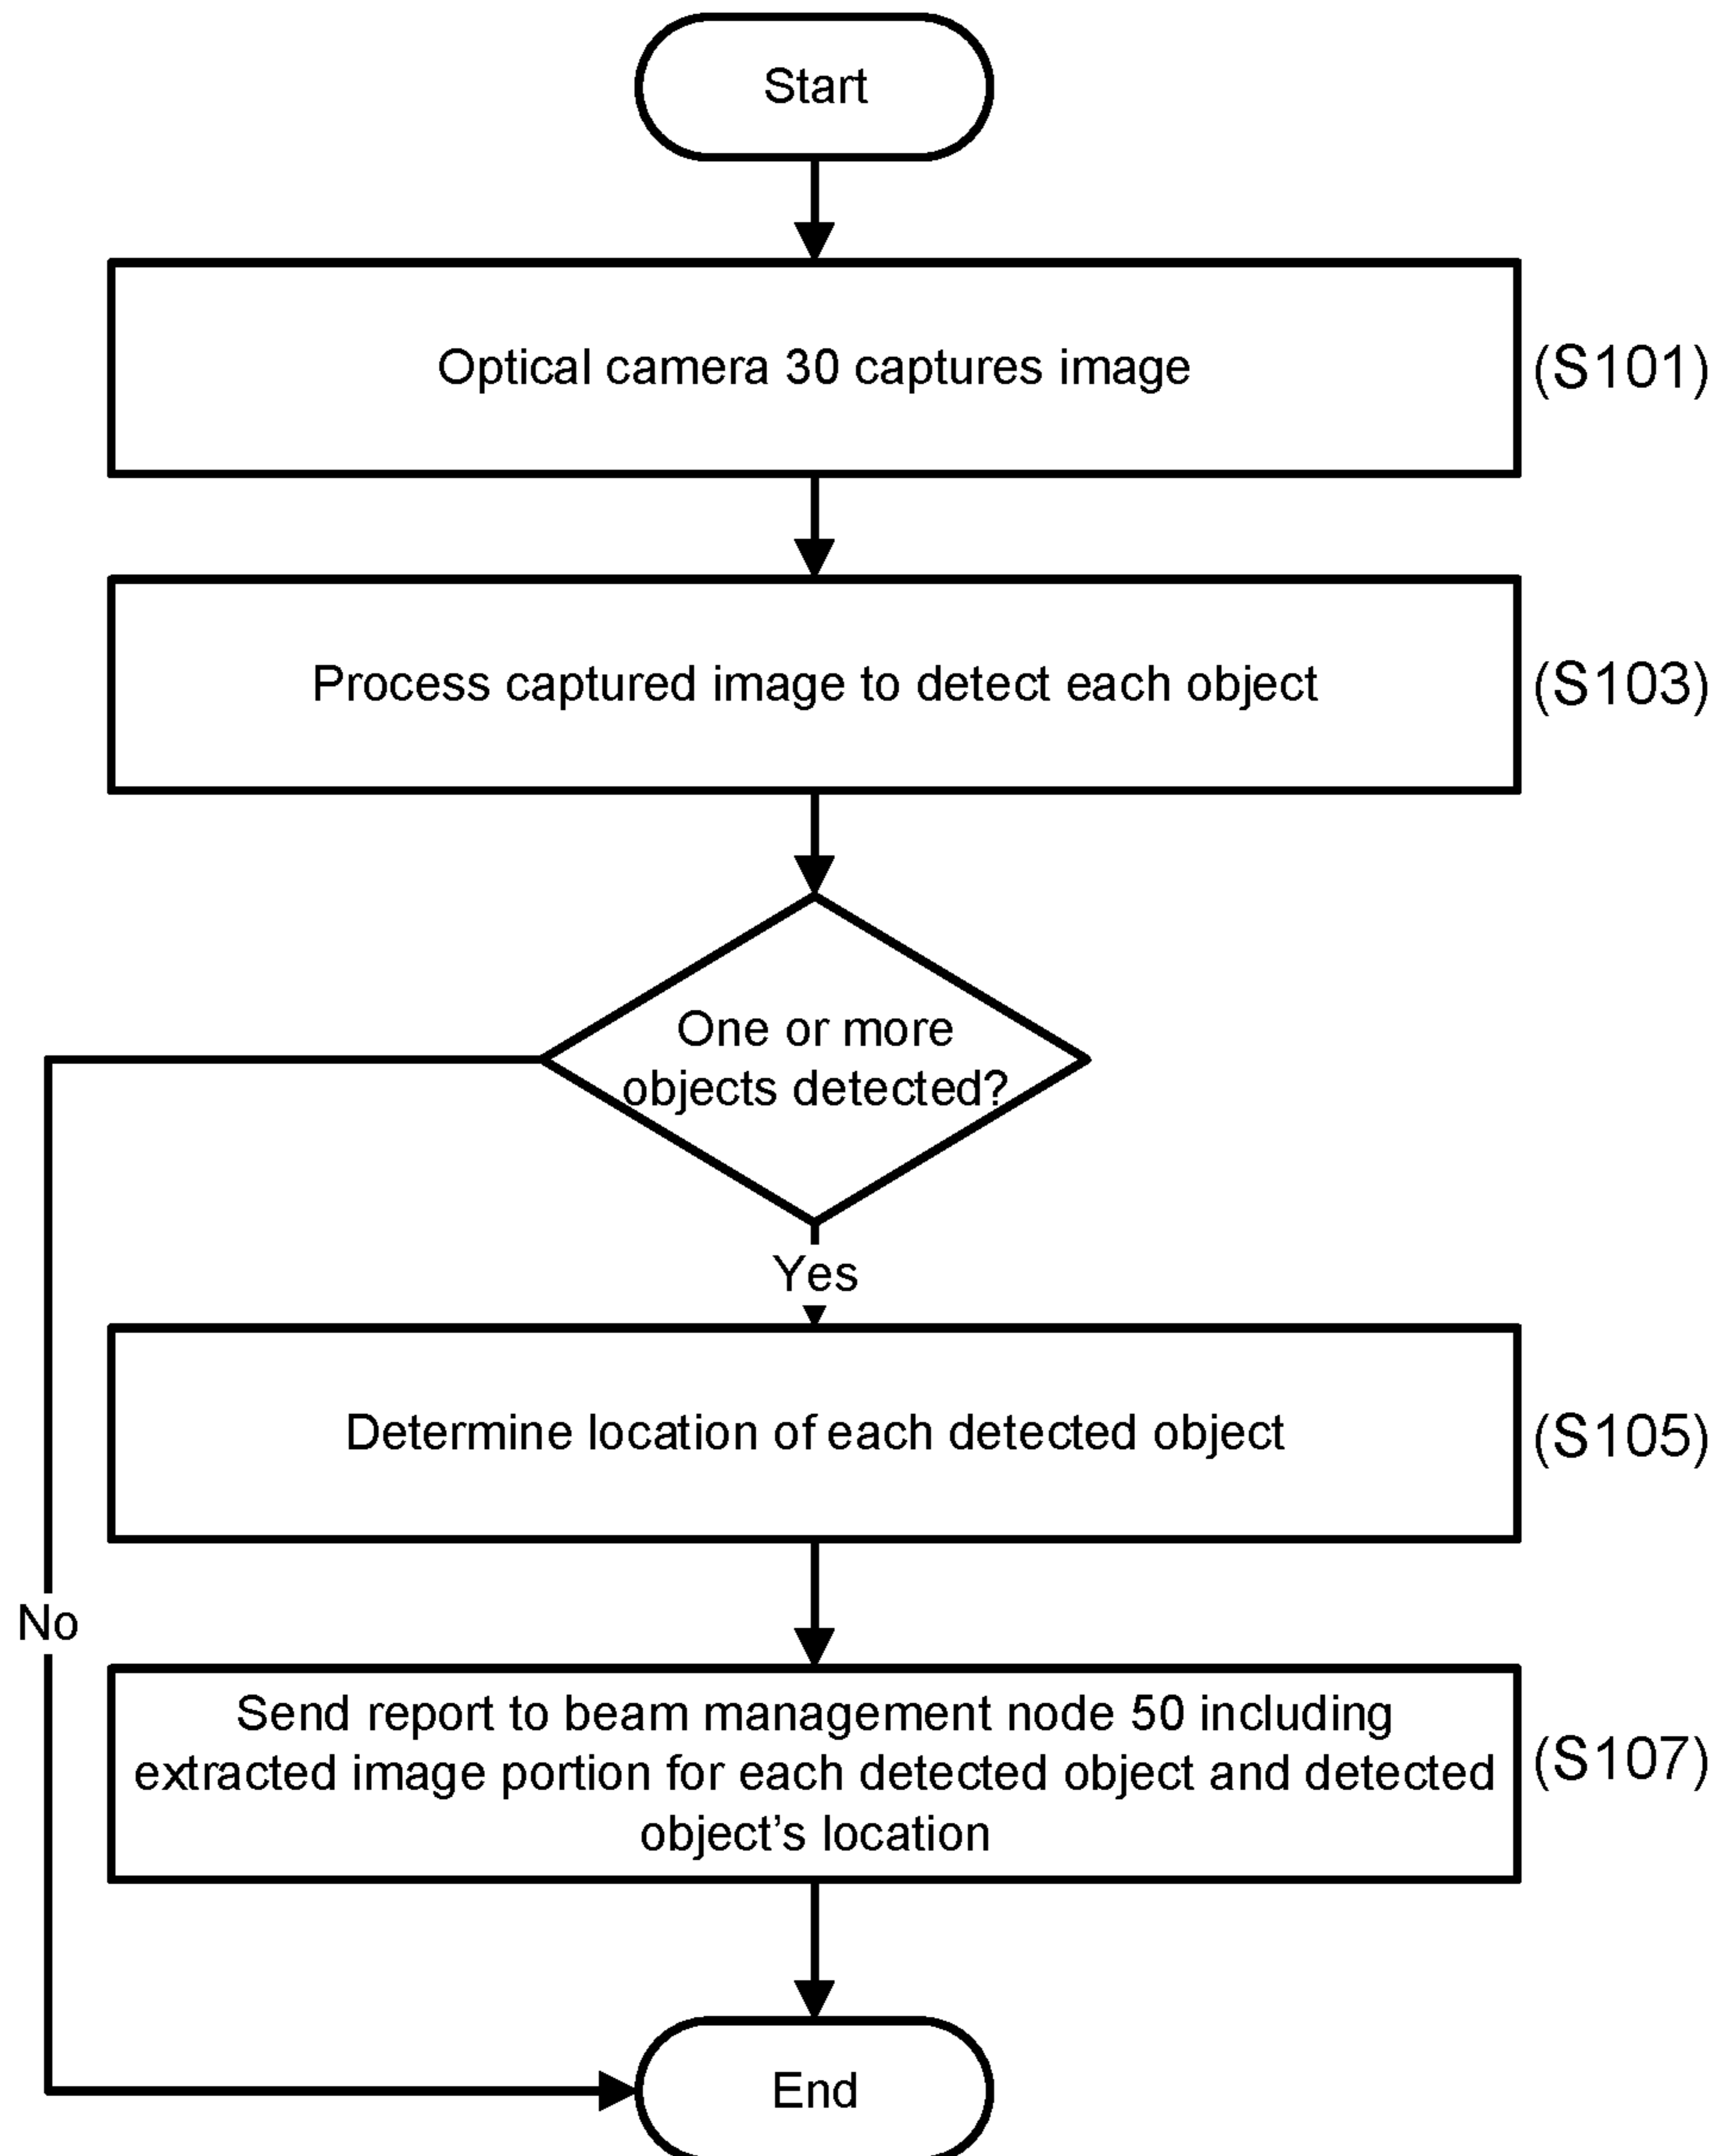 Start
Optical camera 30 captures image
(S101)
Process captured image to detect each object
(S103)
One or more
objects detected?
Yes
Determine location of each detected object
(S105)
No
Send report to beam management node 50 including
extracted image portion for each detected object and detected
object's location
(S107)
End